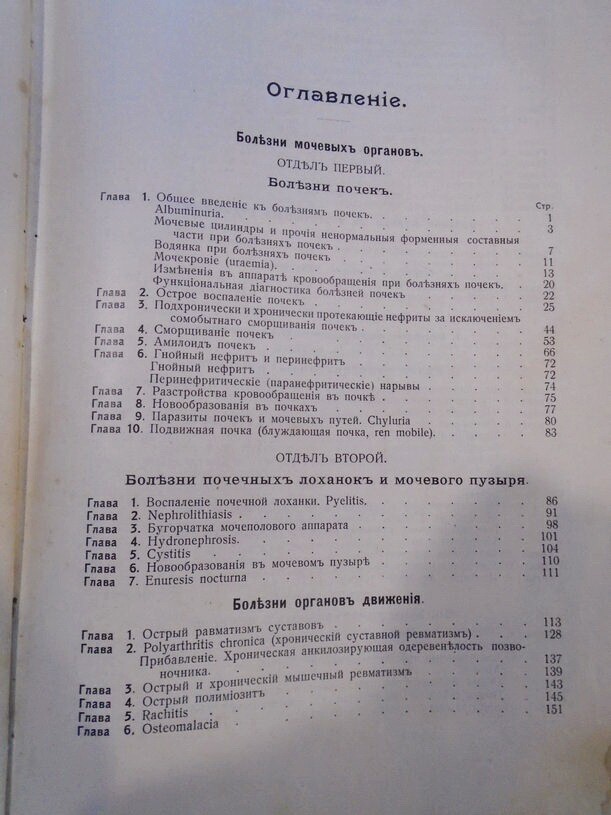 Оглавленіе.
Болѣзни мочевыхъ органовъ.
ОТДѢЛЪ ПЕРВЫЙ.
Болѣзни почекъ.
Стр.
Глава 1. Общее введеніе къ болѣзнямъ почекъ. 1
Albuminuria. 3
Мочевые цилиндры и прочія ненормальныя форменныя составныя
части при болѣзняхъ почекъ 7
Водянка при болѣзняхъ почекъ 11
Мочекровіе (uraemia). 13
Измѣненія въ аппаратѣ кровообращенія при болѣзняхъ почекъ. 20
Функціональная діагностика болѣзней почекъ 22
Глава 2. Острое воспаленіе почекъ 25
Глава 3. Подхронически и хронически протекающіе нефриты за исключеніемъ
самобытнаго сморщиванія почекъ 44
Глава 4. Сморщиваніе почекъ 53
Глава 5. Амилоидъ почекъ 66
Глава 6. Гнойный нефритъ и перинефритъ 72
Гнойный нефритъ 72
Перинефритическіе (паранефритическіе) нарывы 74
Глава 7. Разстройства кровообращенія въ почкѣ 75
Глава 8. Новообразованія въ почкахъ 77
Глава 9. Паразиты почекъ и мочевыхъ путей. Chyluria 80
Глава 10. Подвижная почка (блуждающая почка, ren mobile). 83
ОТДѢЛЪ ВТОРОЙ.
Болѣзни почечныхъ лоханокъ и мочевого пузыря.
Глава 1. Воспаленіе почечной лоханки. Pyelitis. 86
Глава 2. Nephrolithiasis 91
Глава 3. Бугорчатка мочеполового аппарата 98
Глава 4. Hydronephrosis. 101
Глава 5. Cystitis 104
Глава 6. Новообразованія въ мочевомъ пузырѣ 110
Глава 7. Enuresis nocturna 111
Болѣзни органовъ движенія.
Глава 1. Острый равматизмъ суставовъ 113
Глава 2. Polyarthritis chronica (хроническій суставной ревматизмъ) 128
Прибавленіе. Хроническая анкилозирующая одеревенѣлость позво-
ночника. 137
Глава 3. Острый и хроническій мышечный ревматизмъ 139
Глава 4. Острый полиміозитъ 143
Глава 5. Rachitis 145
Глава 6. Osteomalacia 151